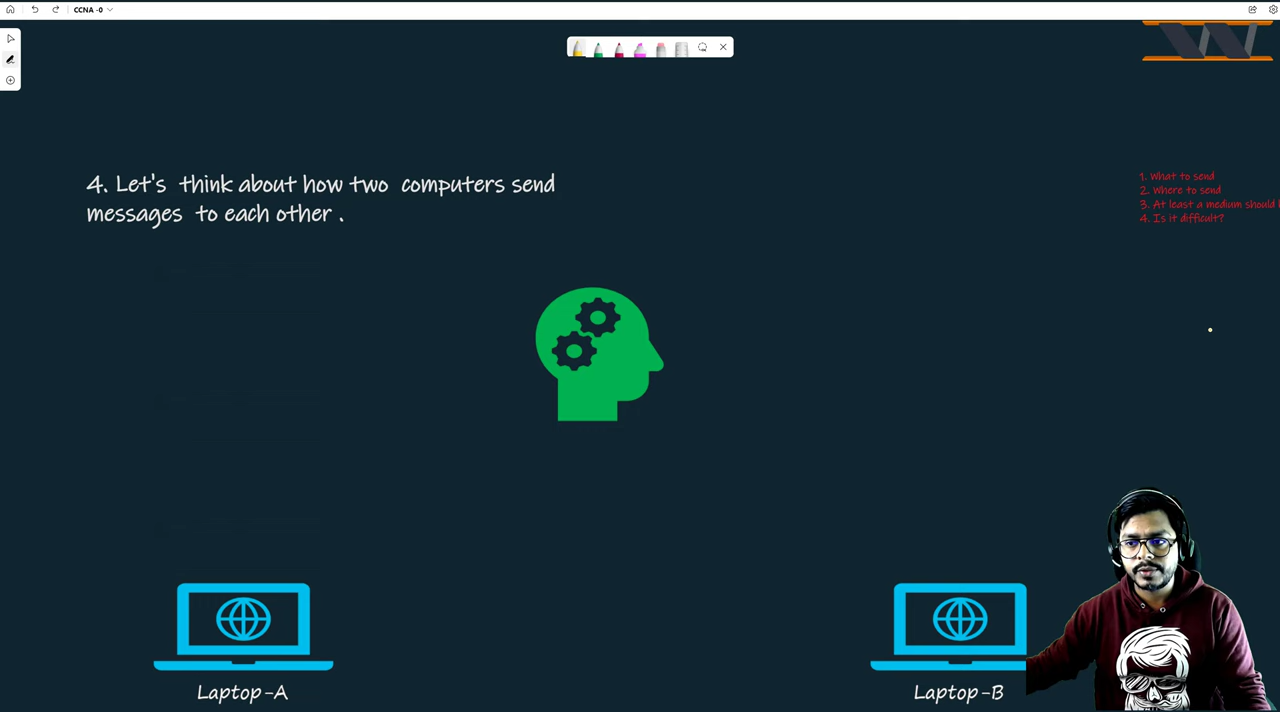 CCNA -0
4. Let's think about how two computers send
messages to each other .
1. What to send
2. Where to send
3. At least a medium should
4. Is it difficult?
Laptop-A
Laptop-B